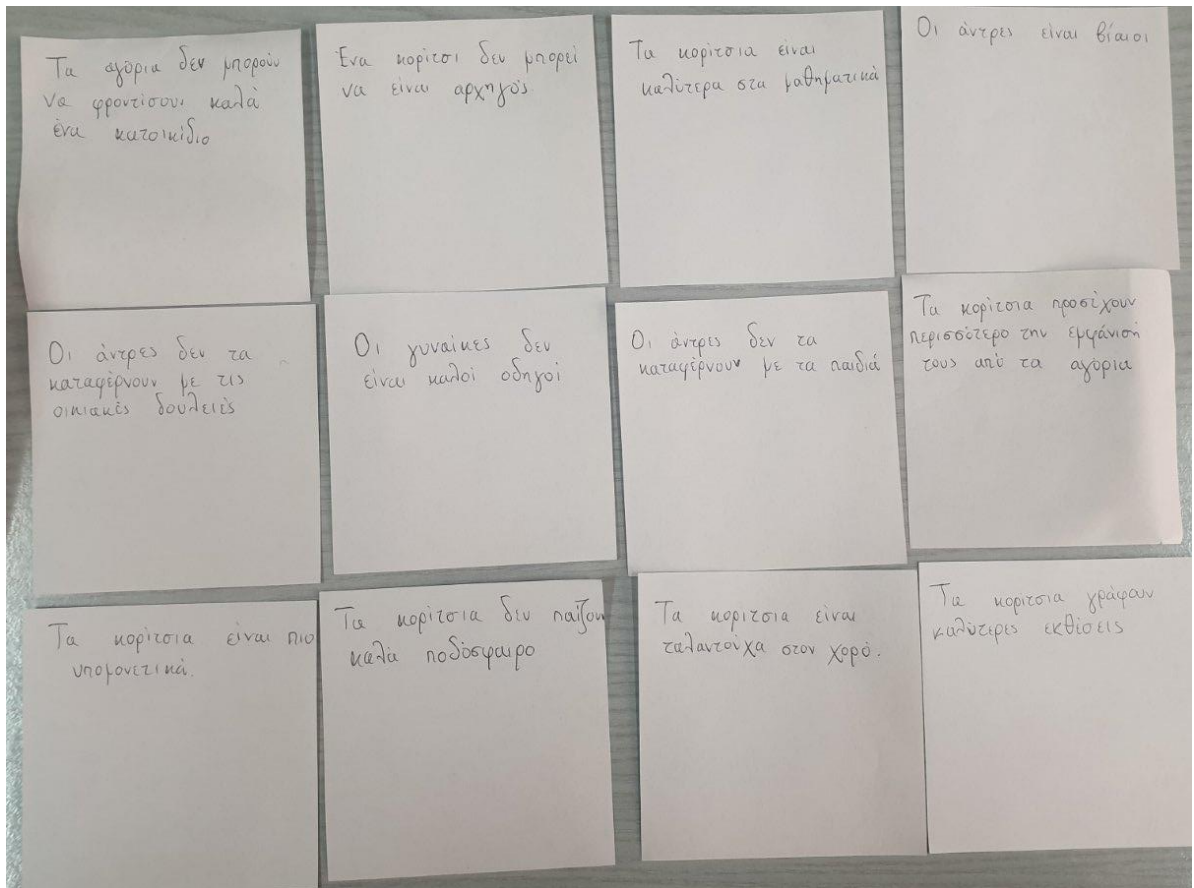 Τα αγόρια δεν μπορούν
να φροντίσουν καλά
ένα κατοικίδιο
Ένα κορίτσι δεν μπορεί
να είναι αρχηγός
Τα κορίτσια είναι
καλύτερα στα μαθηματικά
Οι άντρες είναι βίαιοι
Οι άντρες δεν τα
καταφέρνουν με τις
οικιακές δουλειές
Οι γυναίκες δεν
είναι καλοί οδηγοί
Οι άντρες δεν τα
καταφέρνουν με τα παιδιά
Τα κορίτσια προσέχουν
περισσότερο την εμφάνισή
τους από τα αγόρια
Τα κορίτσια είναι πιο
υπομονετικά.
Τα κορίτσια δεν παίζουν
καλά ποδόσφαιρο
Τα κορίτσια είναι
ταλαντούχα στον χορό.
Τα κορίτσια γράφουν
καλύτερες εκθέσεις